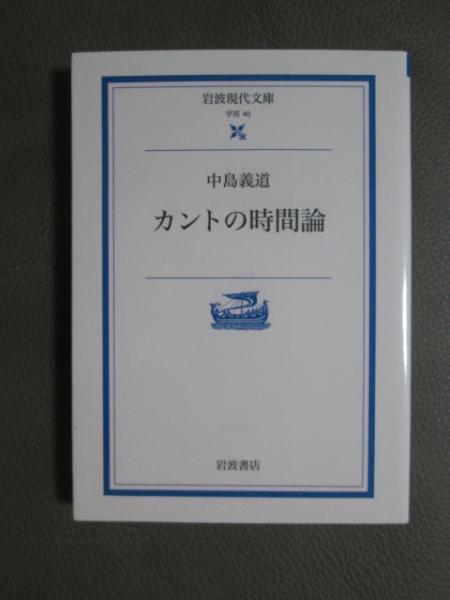 岩波現代文庫
学術 40
中島義道
カントの時間論
岩波書店